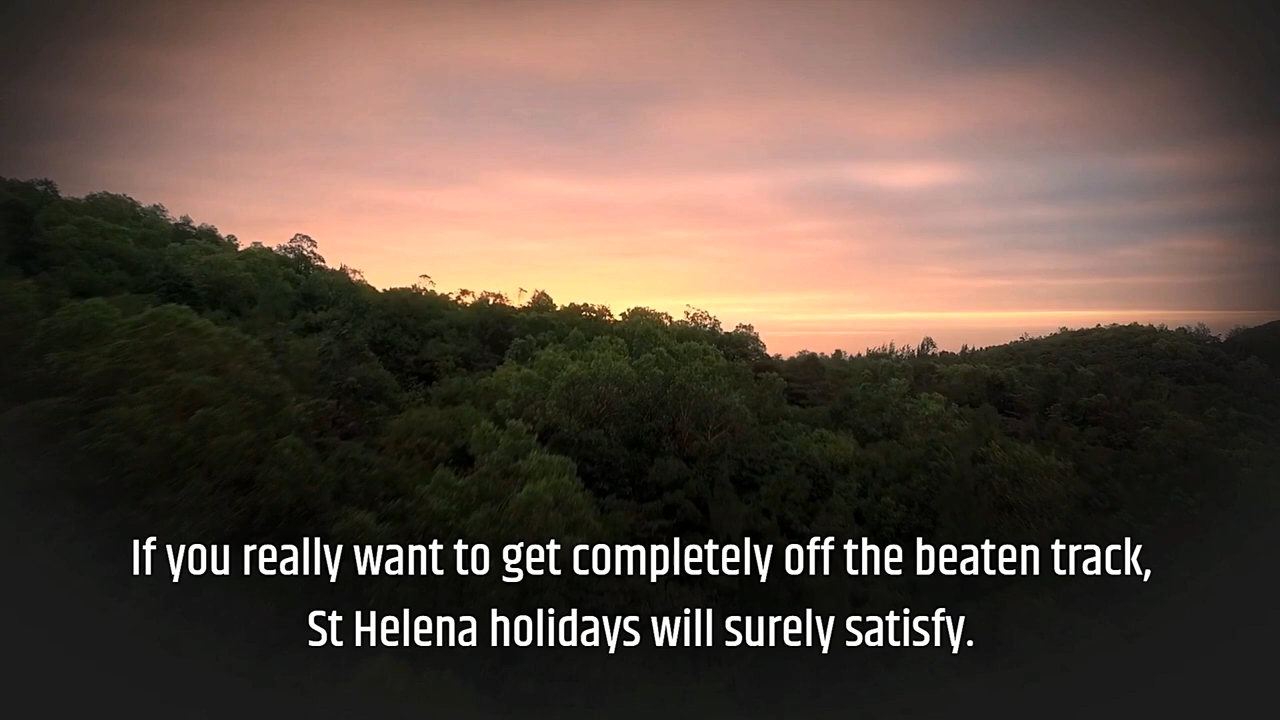 If you really want to get completely off the beaten track,
St Helena holidays will surely satisfy.